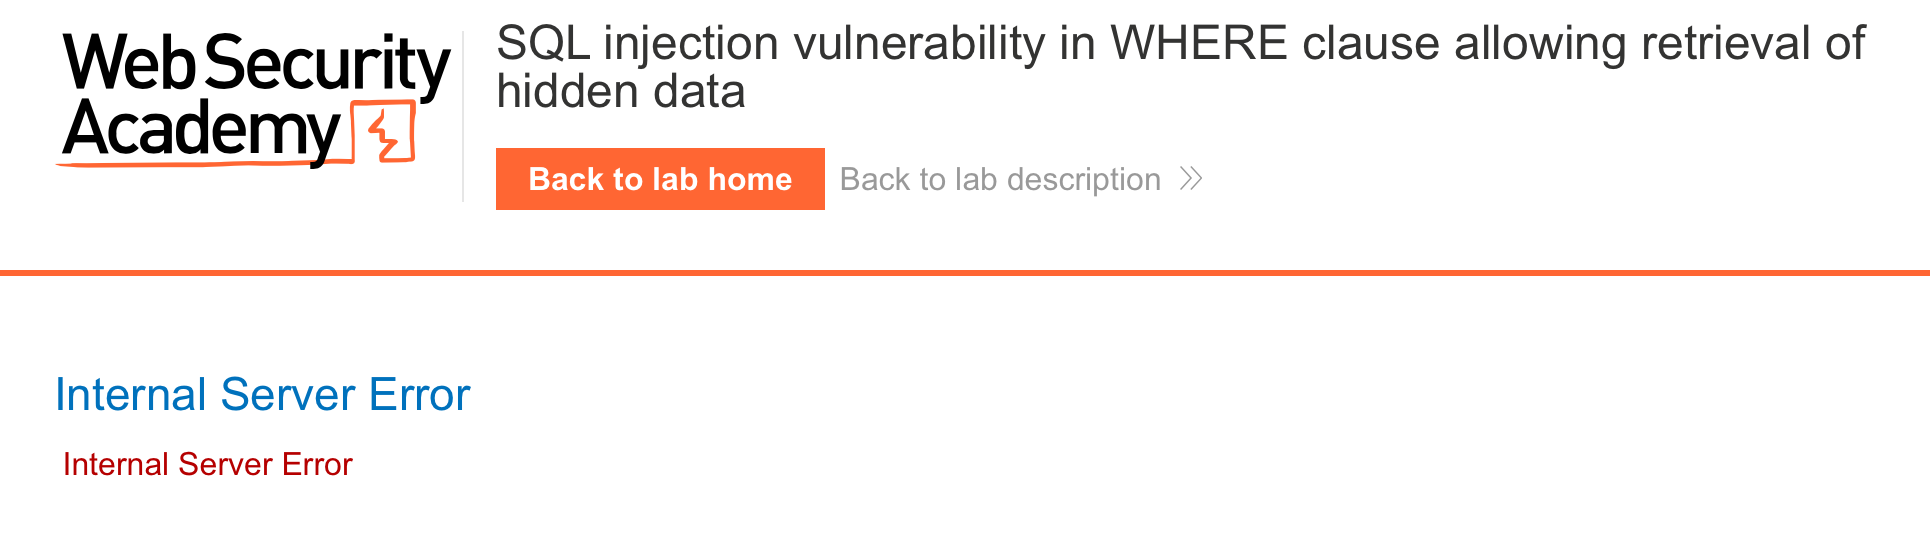 Web Security
Academy
SQL injection vulnerability in WHERE clause allowing retrieval of
hidden data
Back to lab home
Back to lab description
Internal Server Error
Internal Server Error